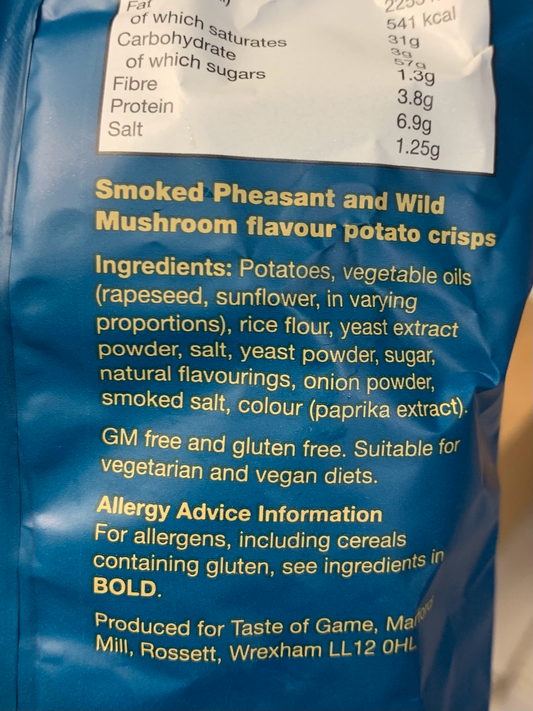 Fat
541 kcal
of which saturates 31g
Carbohydrate 3g
of which sugars 57g
Fibre 1.3g
Protein 3.8g
Salt 6.9g
1.25g
Smoked Pheasant and Wild
Mushroom flavour potato crisps
Ingredients: Potatoes, vegetable oils
(rapeseed, sunflower, in varying
proportions), rice flour, yeast extract
powder, salt, yeast powder, sugar,
natural flavourings, onion powder,
smoked salt, colour (paprika extract).
GM free and gluten free. Suitable for
vegetarian and vegan diets.
Allergy Advice Information
For allergens, including cereals
containing gluten, see ingredients in
BOLD.
Produced for Taste of Game, Marford
Mill, Rossett, Wrexham LL12 0HL